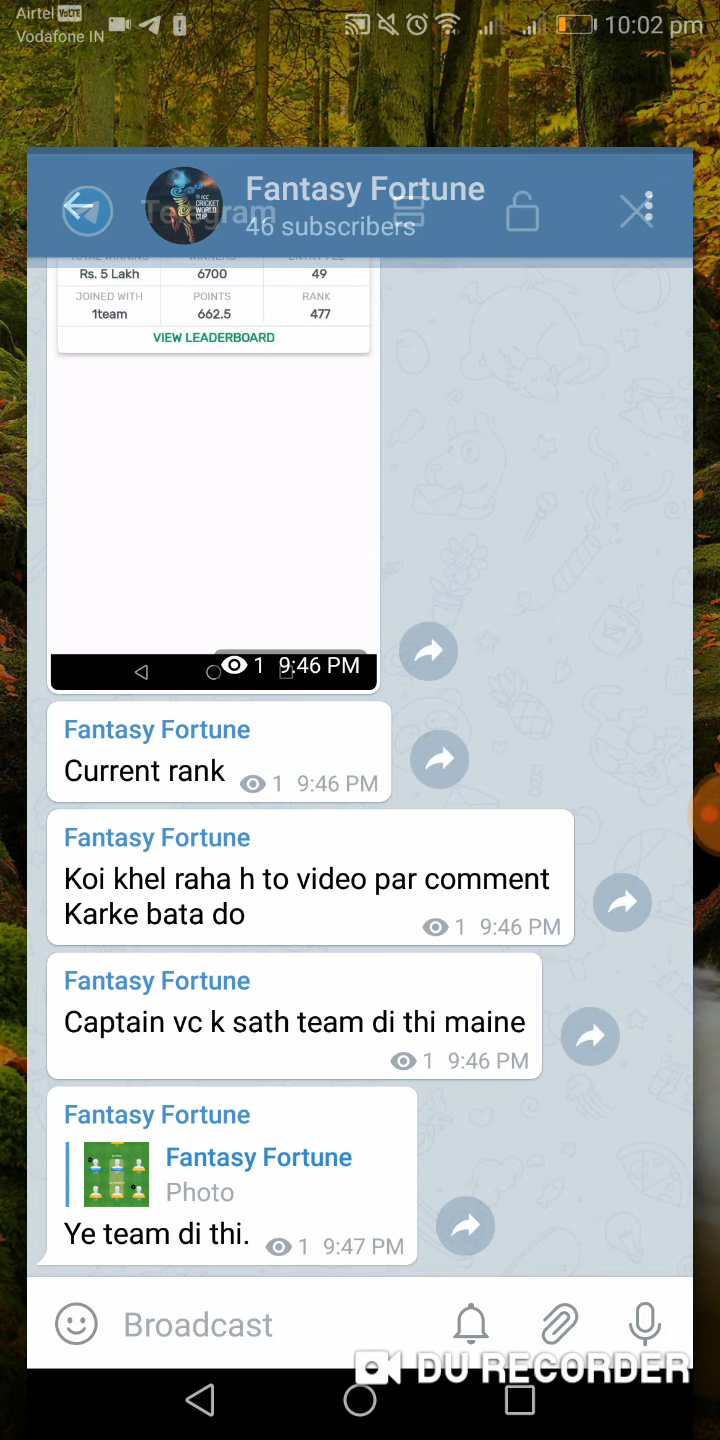 Airtel VoLTE
Vodafone IN
10:02 pm
Fantasy Fortune
Telegram
46 subscribers
Rs. 5 Lakh 6700 49
JOINED WITH POINTS RANK
1team 662.5 477
VIEW LEADERBOARD
1 9:46 PM
Fantasy Fortune
Current rank 1 9:46 PM
Fantasy Fortune
Koi khel raha h to video par comment
Karke bata do 1 9:46 PM
Fantasy Fortune
Captain vc k sath team di thi maine
1 9:46 PM
Fantasy Fortune
Fantasy Fortune
Photo
Ye team di thi. 1 9:47 PM
Broadcast
DU RECORDER